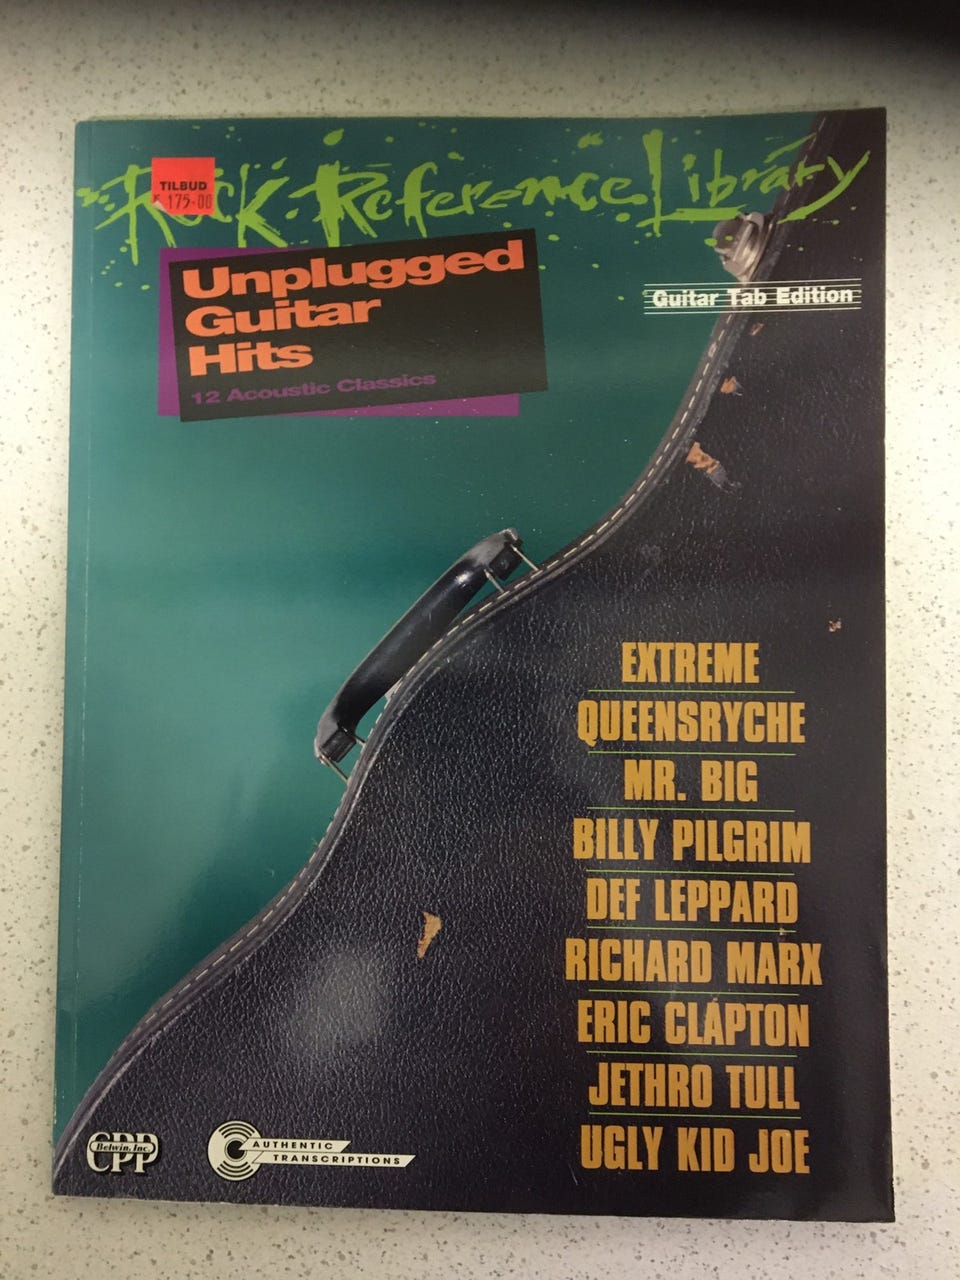 Rock Reference Library
TILBUD
175-00
Unplugged
Guitar
Hits
12 Acoustic Classics
Guitar Tab Edition
EXTREME
QUEENSRYCHE
MR. BIG
BILLY PILGRIM
DEF LEPPARD
RICHARD MARX
ERIC CLAPTON
JETHRO TULL
UGLY KID JOE
CPP
Belwin, Inc.
AUTHENTIC
TRANSCRIPTIONS